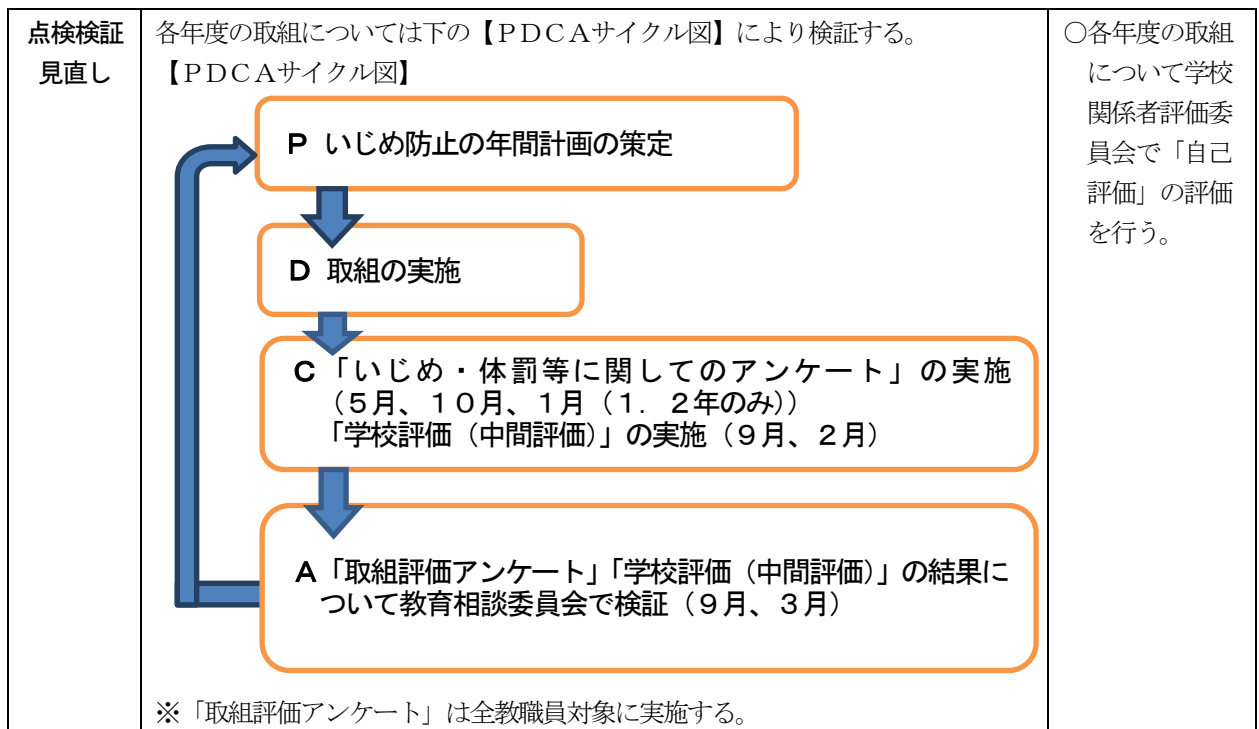 点検検証
見直し
各年度の取組については下の【ＰＤＣＡサイクル図】により検証する。
【ＰＤＣＡサイクル図】
Ｐ いじめ防止の年間計画の策定
Ｄ 取組の実施
Ｃ「いじめ・体罰等に関してのアンケート」の実施
（５月、１０月、１月（１．２年のみ））
「学校評価（中間評価）」の実施（９月、２月）
Ａ「取組評価アンケート」「学校評価（中間評価）」の結果に
ついて教育相談委員会で検証（９月、３月）
※「取組評価アンケート」は全教職員対象に実施する。
○各年度の取組
について学校
関係者評価委
員会で「自己
評価」の評価
を行う。